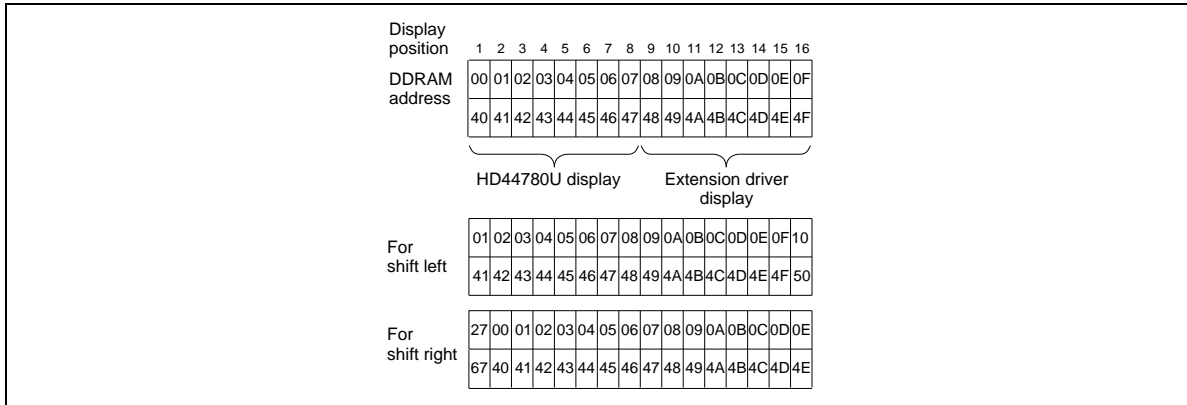 Display
position 1 2 3 4 5 6 7 8 9 10 11 12 13 14 15 16
DDRAM
address
00 01 02 03 04 05 06 07 08 09 0A 0B 0C 0D 0E 0F
40 41 42 43 44 45 46 47 48 49 4A 4B 4C 4D 4E 4F
HD44780U display
Extension driver
display
For
shift left
01 02 03 04 05 06 07 08 09 0A 0B 0C 0D 0E 0F 10
41 42 43 44 45 46 47 48 49 4A 4B 4C 4D 4E 4F 50
For
shift right
27 00 01 02 03 04 05 06 07 08 09 0A 0B 0C 0D 0E
67 40 41 42 43 44 45 46 47 48 49 4A 4B 4C 4D 4E